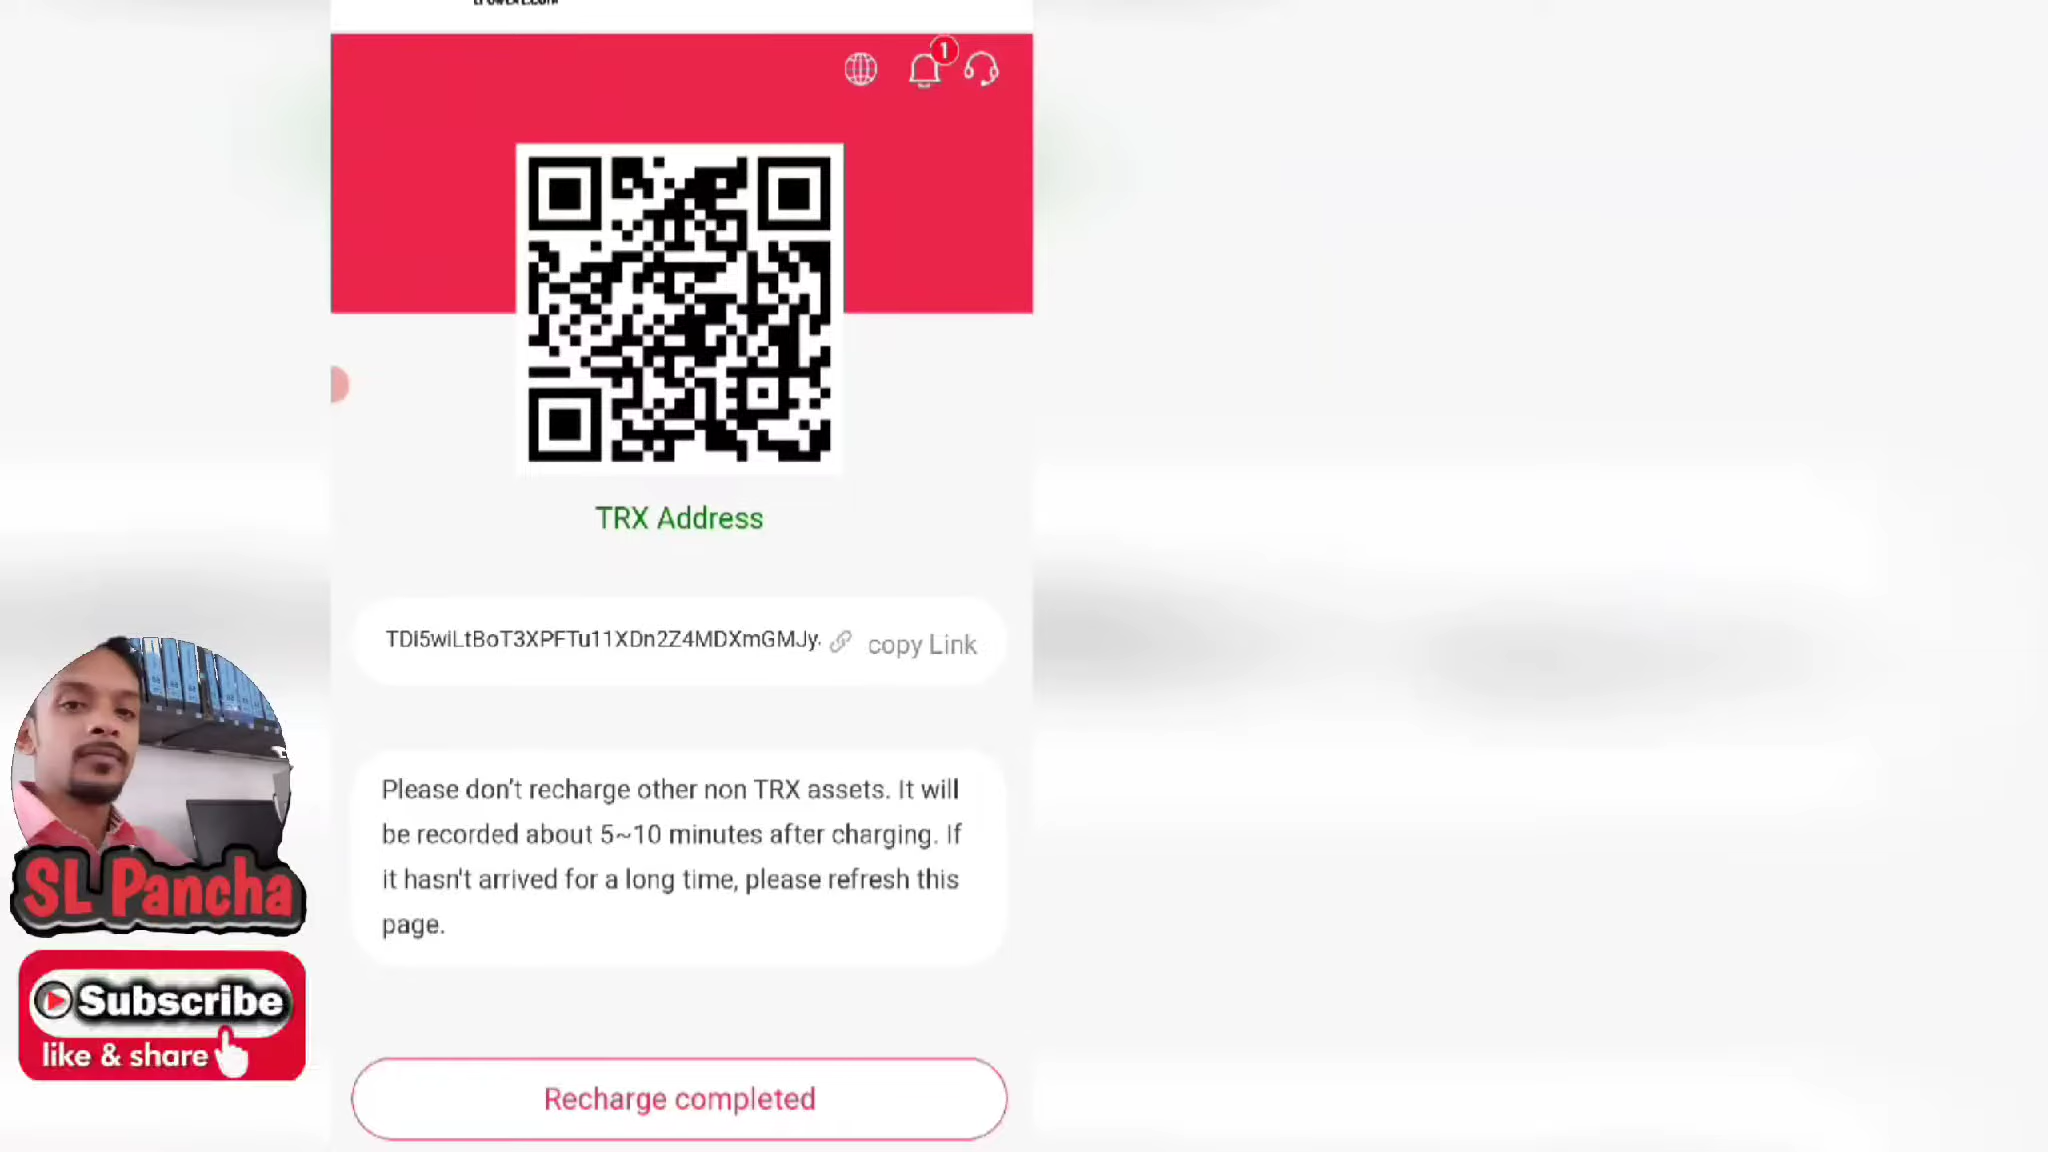 1
TRX Address
TDI5wiLtBoT3XPFTu11XDn2Z4MDXmGMJy.
copy Link
Please don't recharge other non TRX assets. It will
be recorded about 5~10 minutes after charging. If
it hasn't arrived for a long time, please refresh this
page.
Recharge completed
SL Pancha
Subscribe
like & share